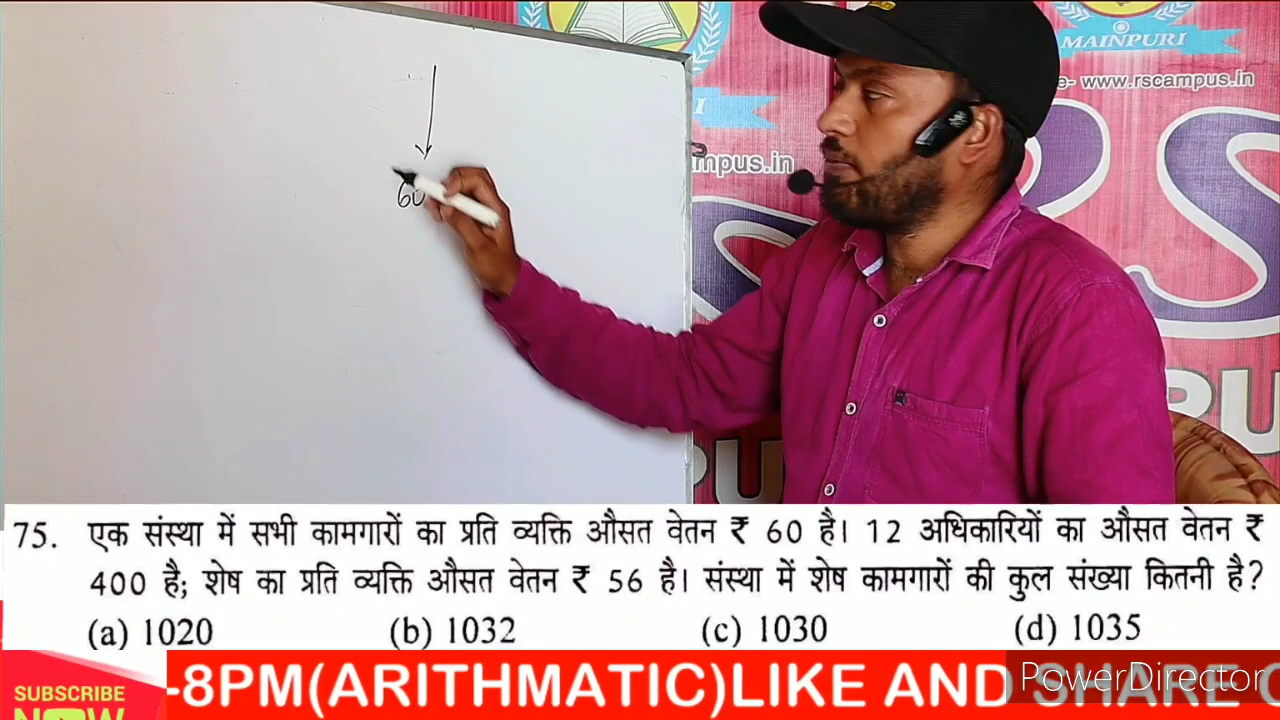 MAINPURI
e- www.rscampus.in
mpus.in
60
75. एक संस्था में सभी कामगारों का प्रति व्यक्ति औसत वेतन ₹ 60 है। 12 अधिकारियों का औसत वेतन ₹
400 है; शेष का प्रति व्यक्ति औसत वेतन ₹ 56 है। संस्था में शेष कामगारों की कुल संख्या कितनी है?
(a) 1020 (b) 1032 (c) 1030 (d) 1035
SUBSCRIBE
NOW
-8PM(ARITHMATIC)LIKE AND SHARE
PowerDirector